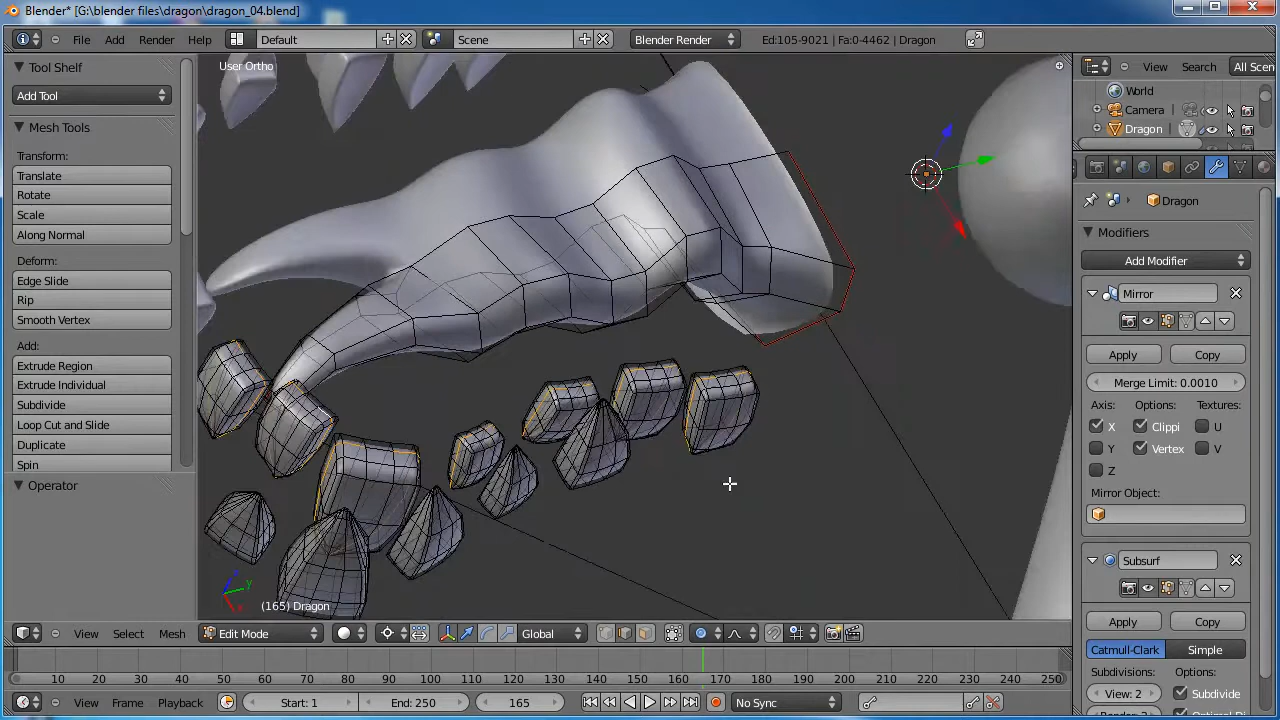 Blender* [G:\blender files\dragon\dragon_04.blend]
File Add Render Help Default Scene Blender Render Ed:105-9021 | Fa:0-4462 | Dragon
Tool Shelf
Add Tool
Mesh Tools
Transform:
Translate
Rotate
Scale
Along Normal
Deform:
Edge Slide
Rip
Smooth Vertex
Add:
Extrude Region
Extrude Individual
Subdivide
Loop Cut and Slide
Duplicate
Spin
Operator
User Ortho
z y x
(165) Dragon
View Search All Scen
World
Camera
Dragon
Dragon
Modifiers
Add Modifier
Mirror
Apply Copy
Merge Limit: 0.0010
Axis: Options: Textures:
X Clippi U
Y Vertex V
Z
Mirror Object:
Subsurf
Apply Copy
Catmull-Clark Simple
Subdivisions: Options:
View: 2 Subdivide
View Select Mesh Edit Mode Global
10 20 30 40 50 60 70 80 90 100 110 120 130 140 150 160 170 180 190 200 210 220 230 240 250
View Frame Playback Start: 1 End: 250 165 No Sync